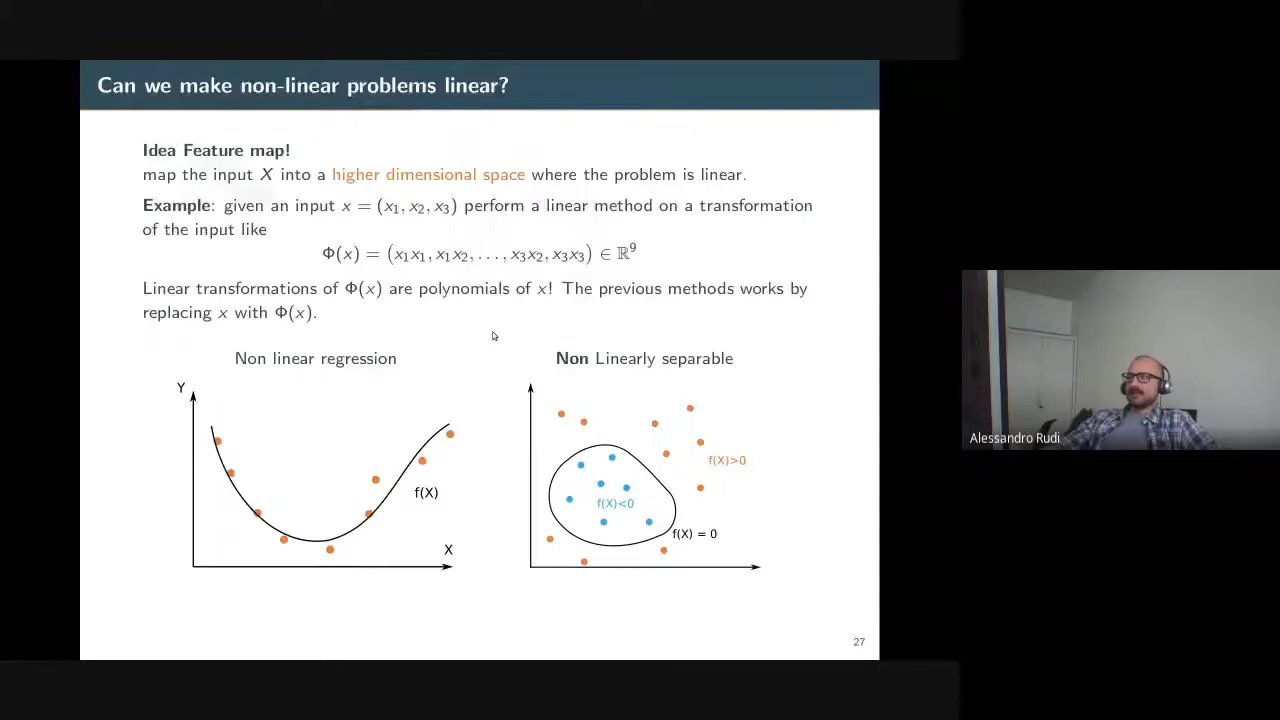 Can we make non-linear problems linear?
Idea Feature map!
map the input X into a higher dimensional space where the problem is linear.
Example: given an input x = (x₁, x₂, x₃) perform a linear method on a transformation
of the input like
Φ(x) = (x₁x₁, x₁x₂, . . . , x₃x₂, x₃x₃) ∈ ℝ⁹
Linear transformations of Φ(x) are polynomials of x! The previous methods works by
replacing x with Φ(x).
Non linear regression
Non Linearly separable
Y
f(X)
X
f(X)>0
f(X)<0
f(X) = 0
27
Alessandro Rudi